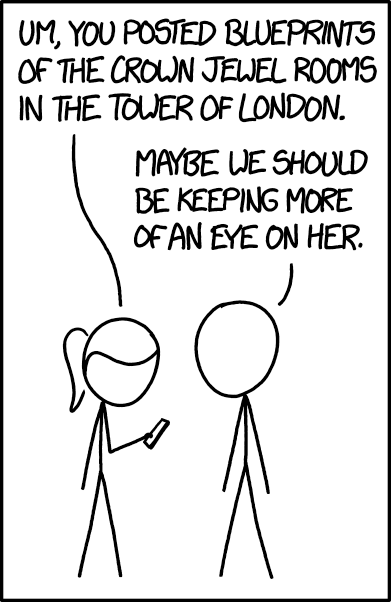 UM, YOU POSTED BLUEPRINTS
OF THE CROWN JEWEL ROOMS
IN THE TOWER OF LONDON.
MAYBE WE SHOULD
BE KEEPING MORE
OF AN EYE ON HER.